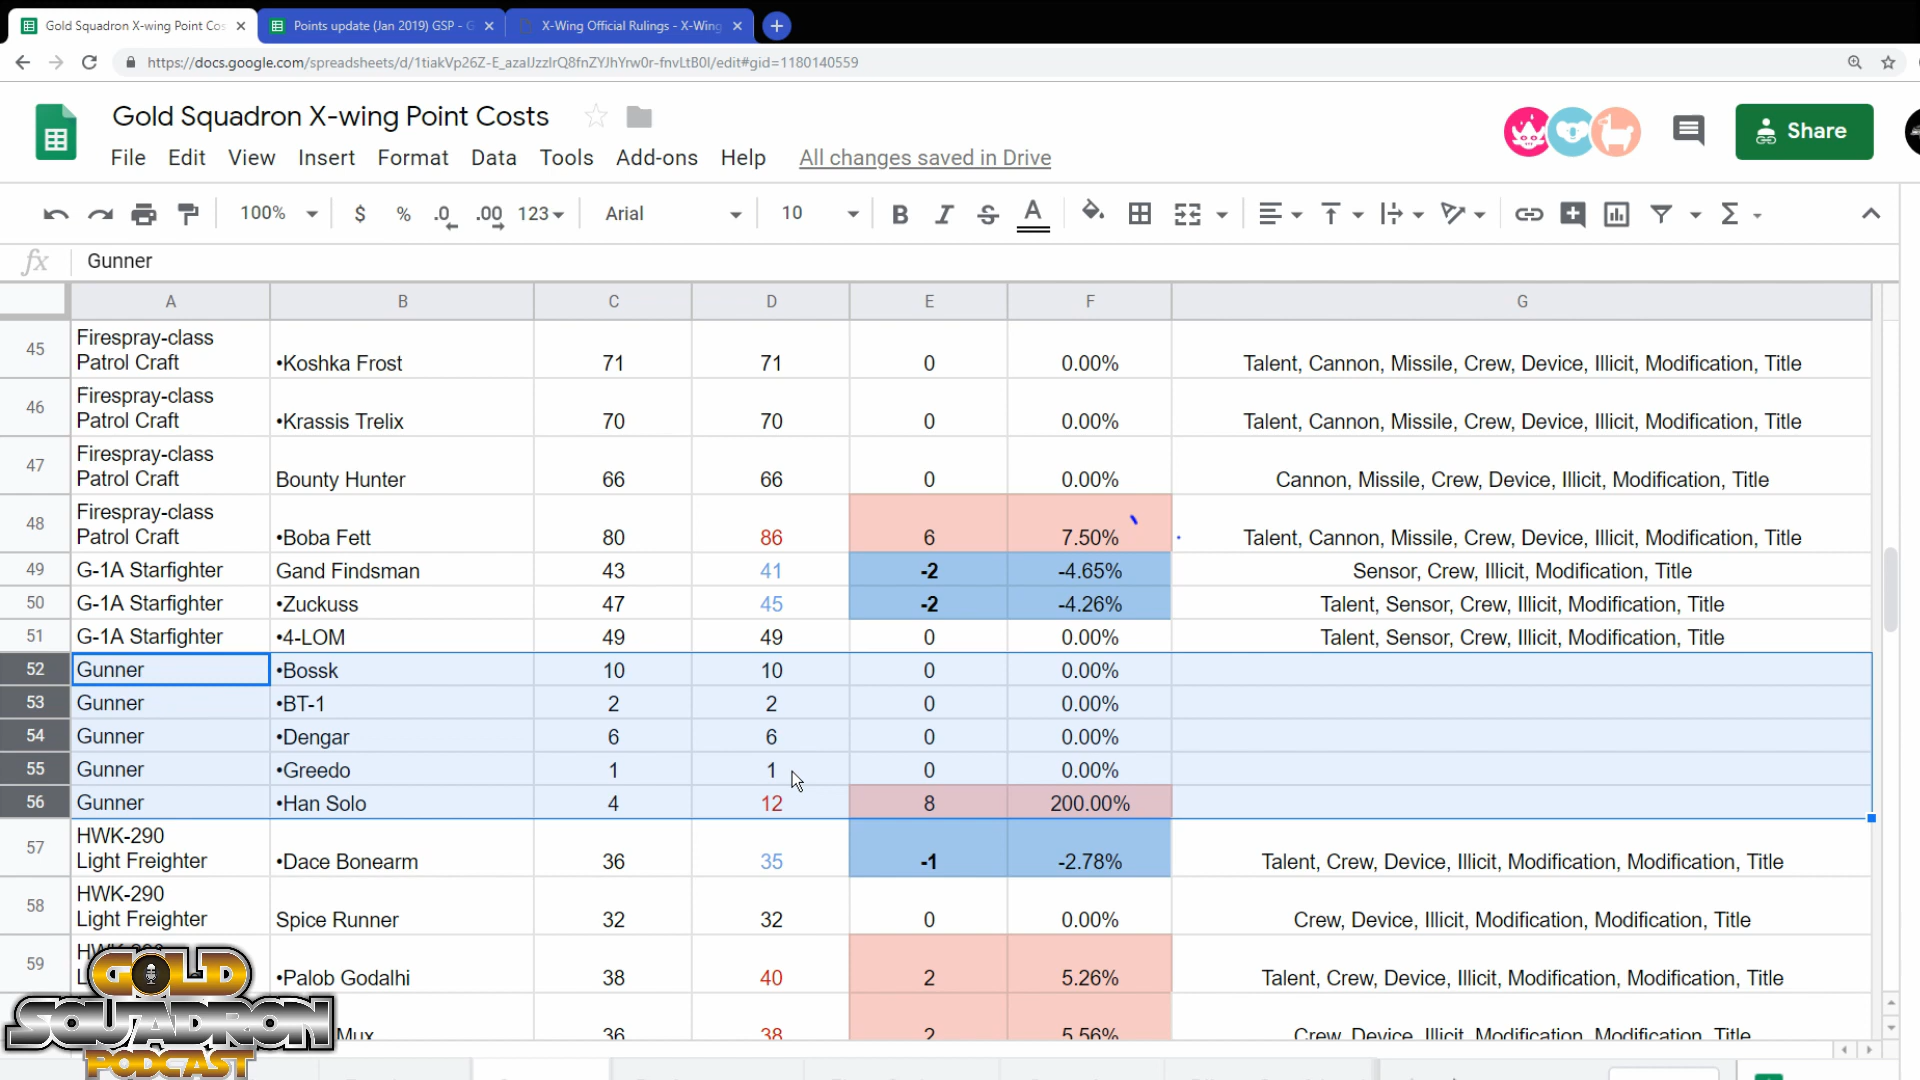 Gold Squadron X-wing Point Cos
Points update (Jan 2019) GSP - G
X-Wing Official Rulings - X-Wing
https://docs.google.com/spreadsheets/d/1tiakVp26Z-E_azaIJzzIrQ8fnZYJhYrw0r-fnvLtB0I/edit#gid=1180140559
Gold Squadron X-wing Point Costs
Share
File Edit View Insert Format Data Tools Add-ons Help All changes saved in Drive
100% $ % .0 .00 123 Arial 10 B I S A Σ
fx Gunner
A B C D E F G
45 Firespray-class Patrol Craft •Koshka Frost 71 71 0 0.00% Talent, Cannon, Missile, Crew, Device, Illicit, Modification, Title
46 Firespray-class Patrol Craft •Krassis Trelix 70 70 0 0.00% Talent, Cannon, Missile, Crew, Device, Illicit, Modification, Title
47 Firespray-class Patrol Craft Bounty Hunter 66 66 0 0.00% Cannon, Missile, Crew, Device, Illicit, Modification, Title
48 Firespray-class Patrol Craft •Boba Fett 80 86 6 7.50% Talent, Cannon, Missile, Crew, Device, Illicit, Modification, Title
49 G-1A Starfighter Gand Findsman 43 41 -2 -4.65% Sensor, Crew, Illicit, Modification, Title
50 G-1A Starfighter •Zuckuss 47 45 -2 -4.26% Talent, Sensor, Crew, Illicit, Modification, Title
51 G-1A Starfighter •4-LOM 49 49 0 0.00% Talent, Sensor, Crew, Illicit, Modification, Title
52 Gunner •Bossk 10 10 0 0.00%
53 Gunner •BT-1 2 2 0 0.00%
54 Gunner •Dengar 6 6 0 0.00%
55 Gunner •Greedo 1 1 0 0.00%
56 Gunner •Han Solo 4 12 8 200.00%
57 HWK-290 Light Freighter •Dace Bonearm 36 35 -1 -2.78% Talent, Crew, Device, Illicit, Modification, Modification, Title
58 HWK-290 Light Freighter Spice Runner 32 32 0 0.00% Crew, Device, Illicit, Modification, Modification, Title
59 •Palob Godalhi 38 40 2 5.26% Talent, Crew, Device, Illicit, Modification, Modification, Title
Mux 36 38 2 5.56% Crew, Device, Illicit, Modification, Modification, Title
GOLD
SQUADRON
PODCAST